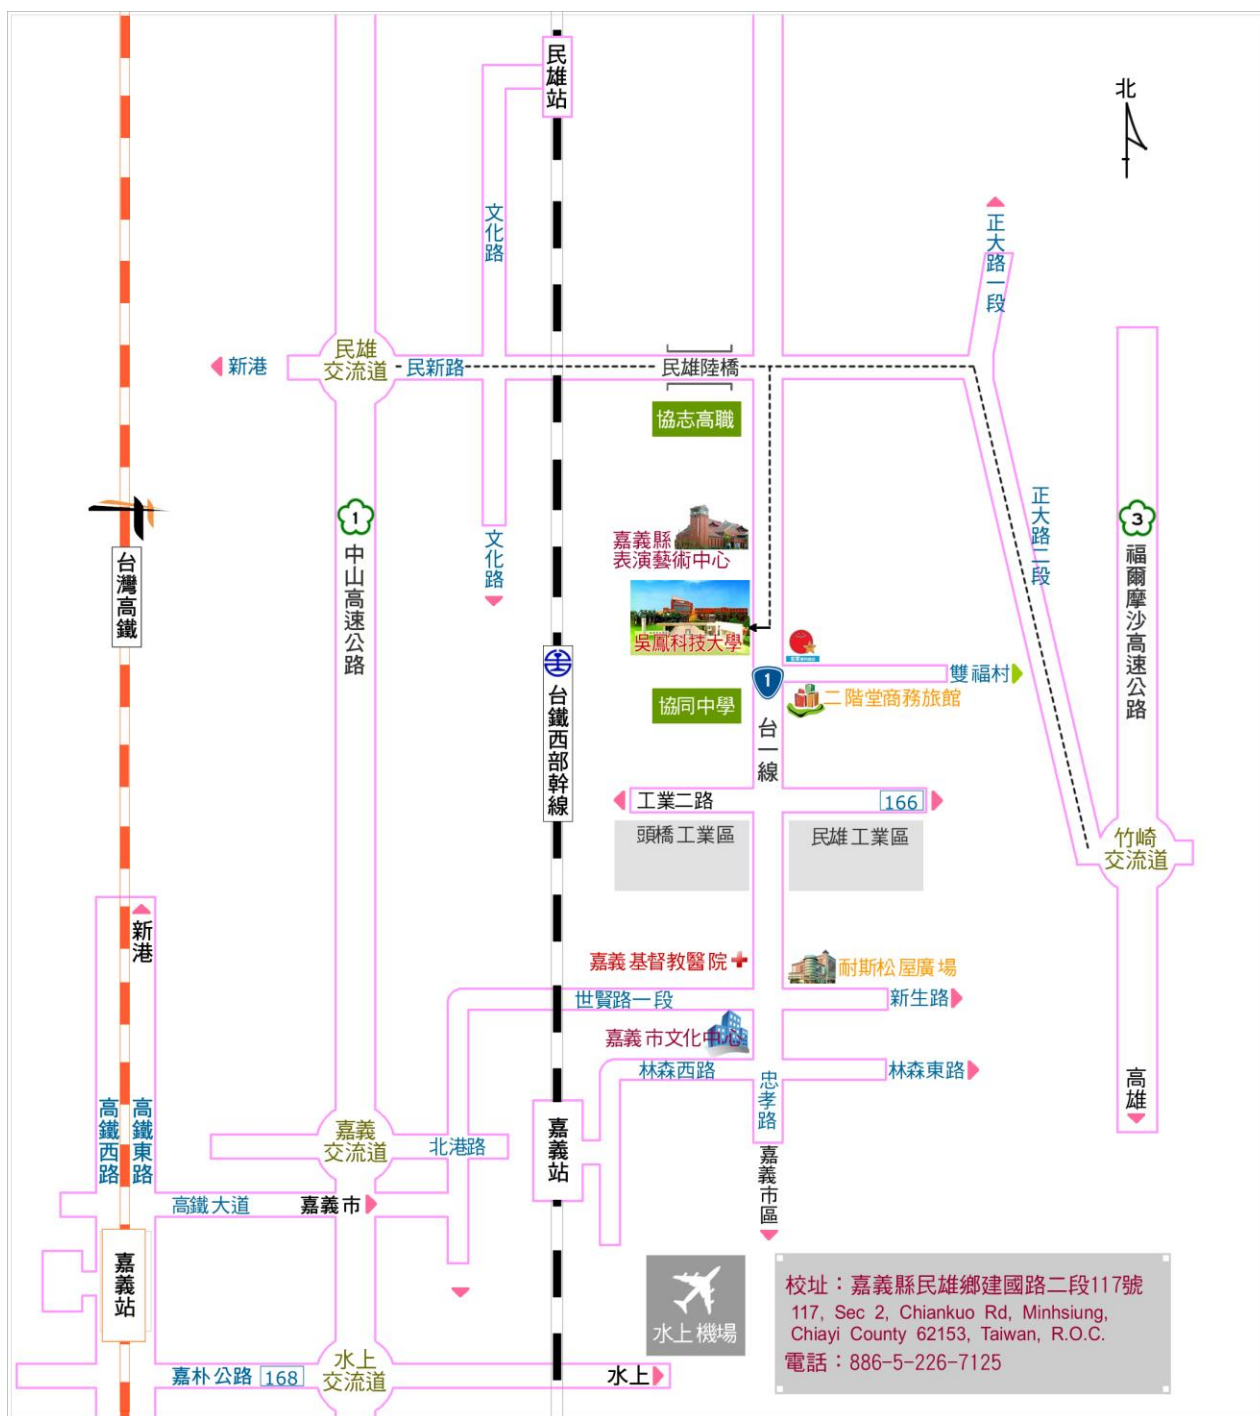 民雄站
北
文化路
正大路一段
新港
民雄
交流道
民新路
民雄陸橋
協志高職
正大路二段
1
中山高速公路
文化路
嘉義縣
表演藝術中心
吳鳳科技大學
3
福爾摩沙高速公路
台灣高鐵
台鐵西部幹線
1
台一線
雙福村
協同中學
二階堂商務旅館
工業二路
166
頭橋工業區
民雄工業區
竹崎
交流道
新港
嘉義基督教醫院
耐斯松屋廣場
世賢路一段
新生路
嘉義市文化中心
林森西路
林森東路
忠孝路
高雄
高鐵西路
高鐵東路
嘉義
交流道
北港路
嘉義站
嘉義市區
高鐵大道
嘉義市
嘉義站
水上機場
校址：嘉義縣民雄鄉建國路二段117號
117, Sec 2, Chiankuo Rd, Minhsiung,
Chiayi County 62153, Taiwan, R.O.C.
電話：886-5-226-7125
嘉朴公路
168
水上
交流道
水上